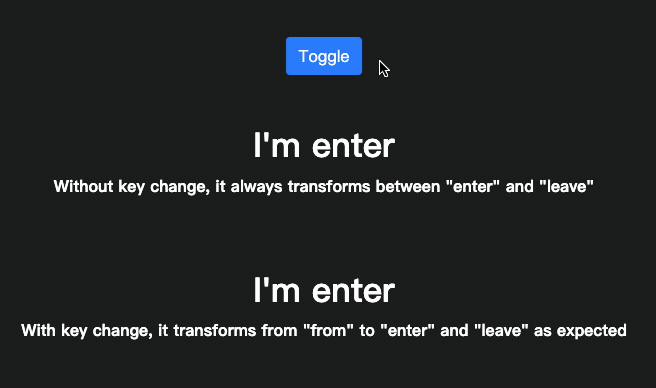 Toggle
I'm enter
Without key change, it always transforms between "enter" and "leave"
I'm enter
With key change, it transforms from "from" to "enter" and "leave" as expected